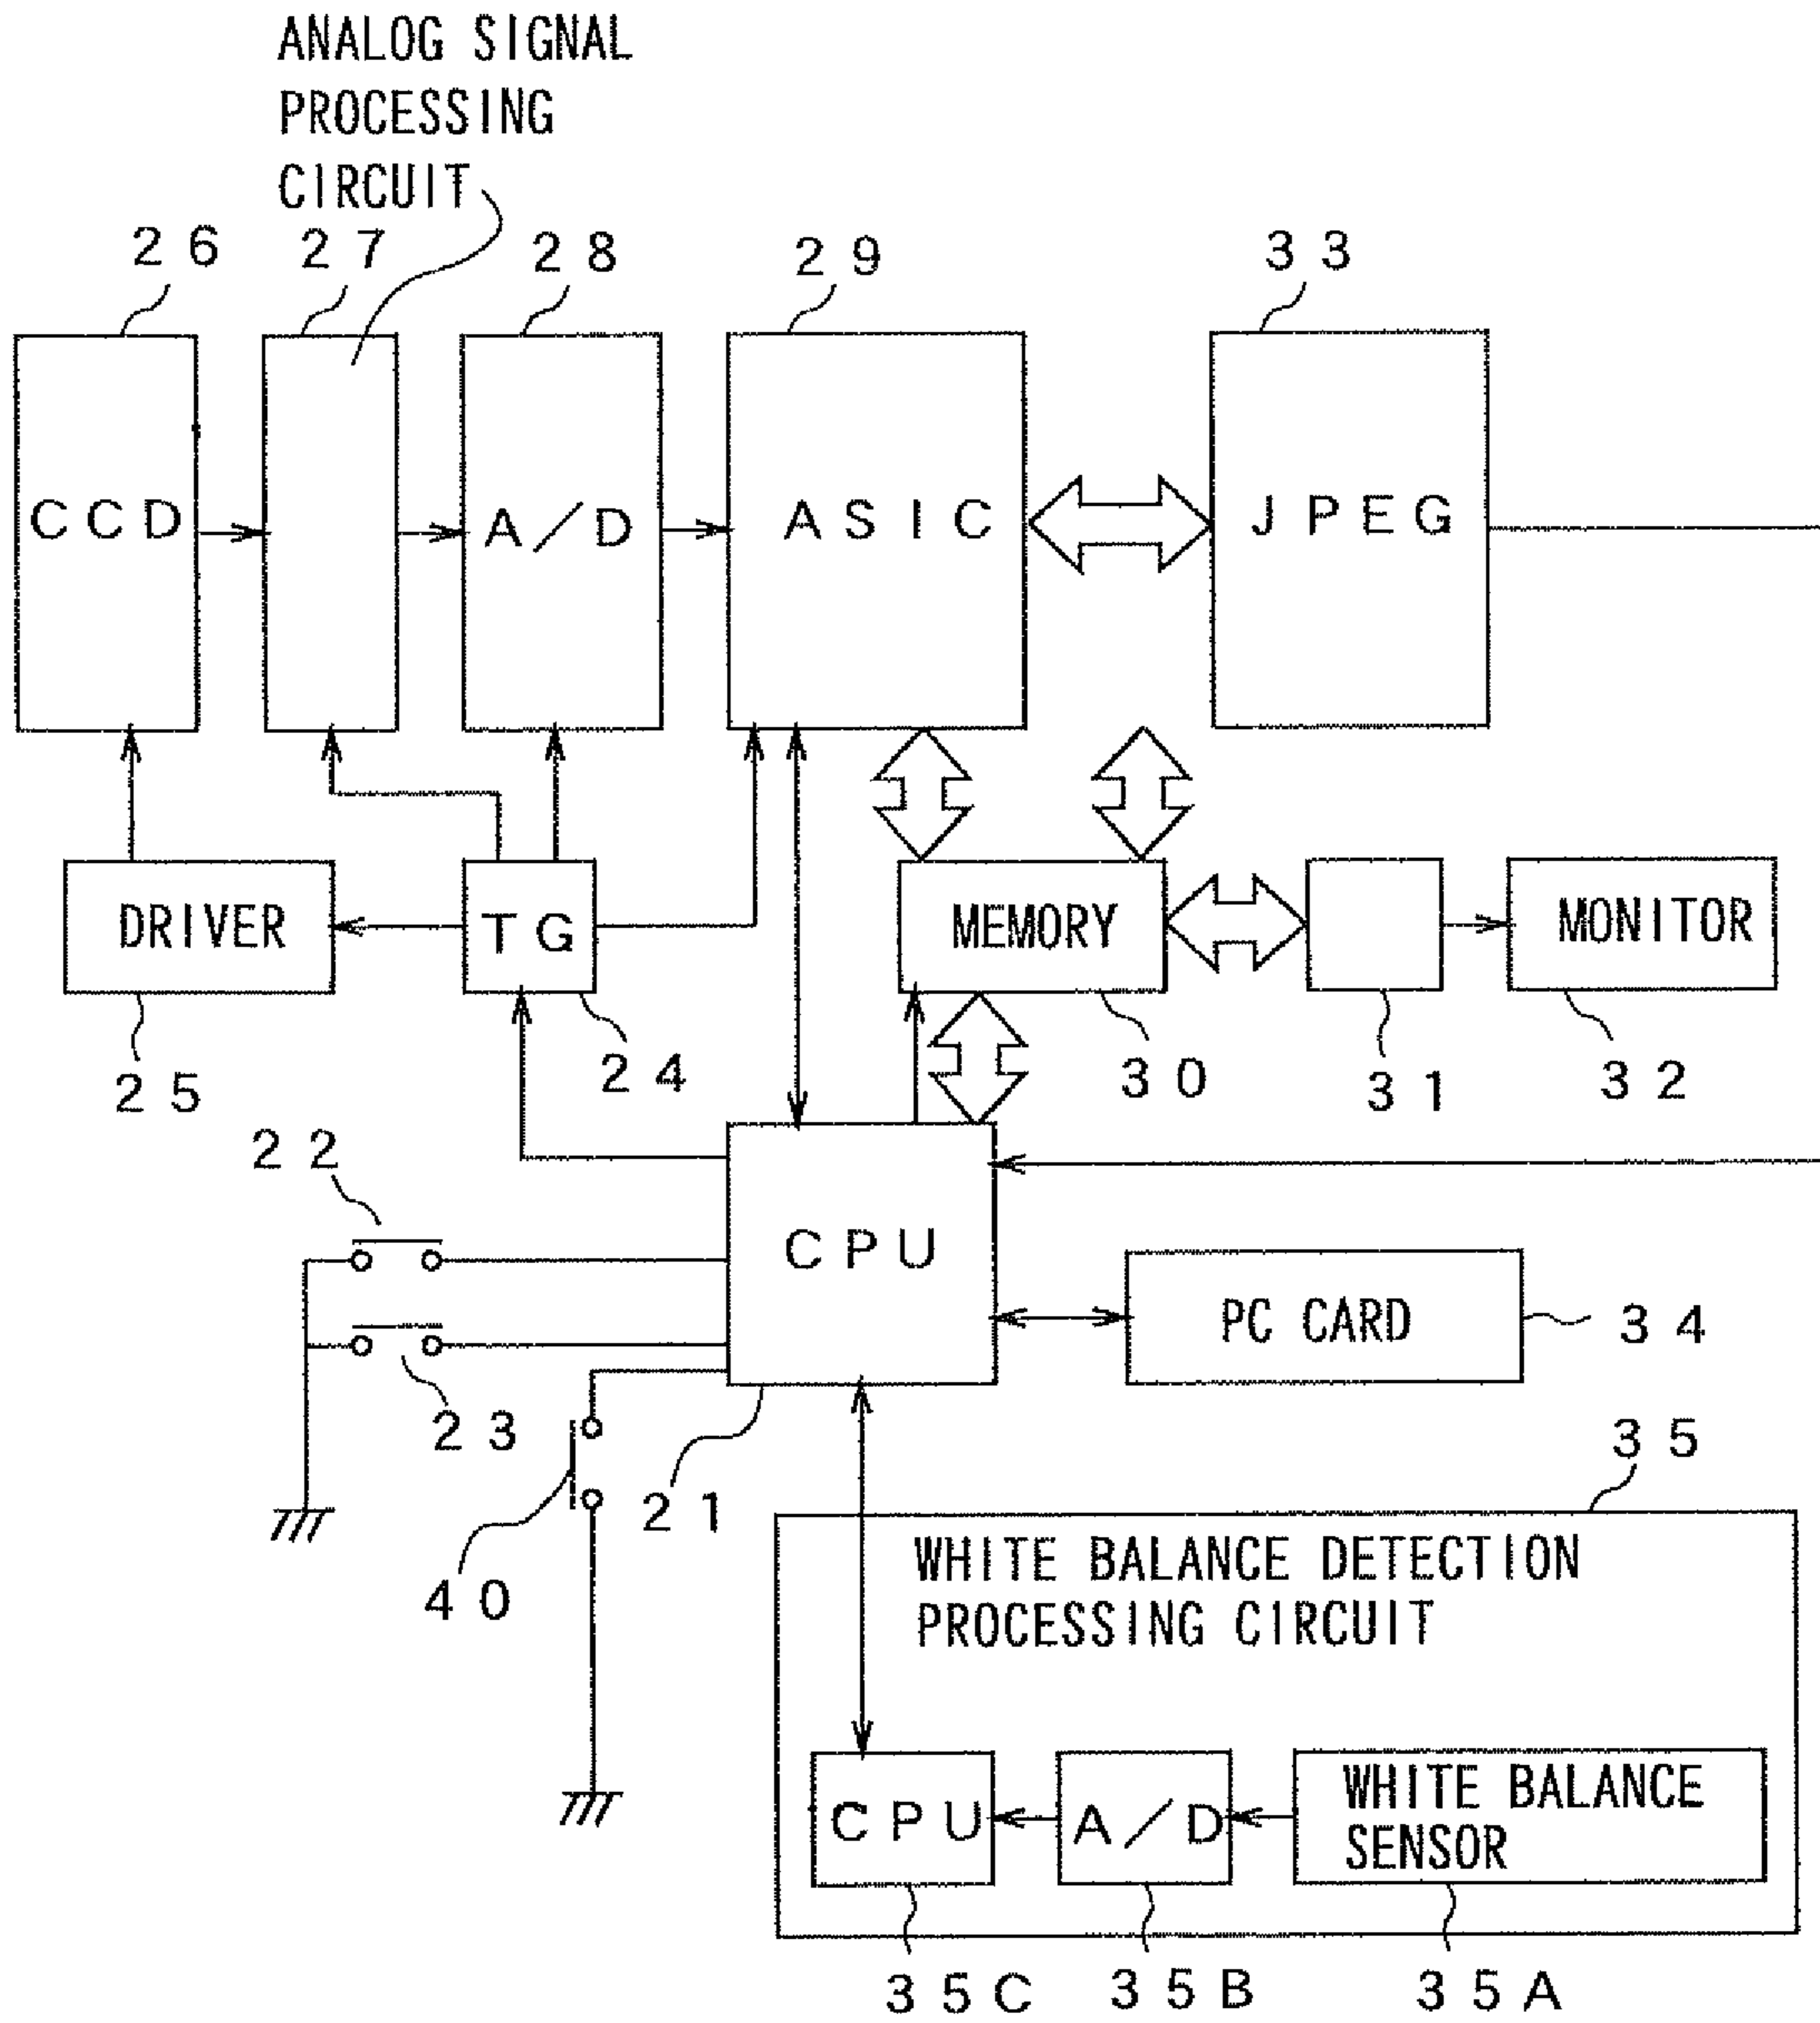 ANALOG SIGNAL
PROCESSING
CIRCUIT
26
27
28
29
33
CCD
A/D
ASIC
JPEG
DRIVER
TG
MEMORY
MONITOR
25
24
30
31
32
22
CPU
PC CARD
34
23
35
21
40
WHITE BALANCE DETECTION
PROCESSING CIRCUIT
CPU
A/D
WHITE BALANCE
SENSOR
35C
35B
35A